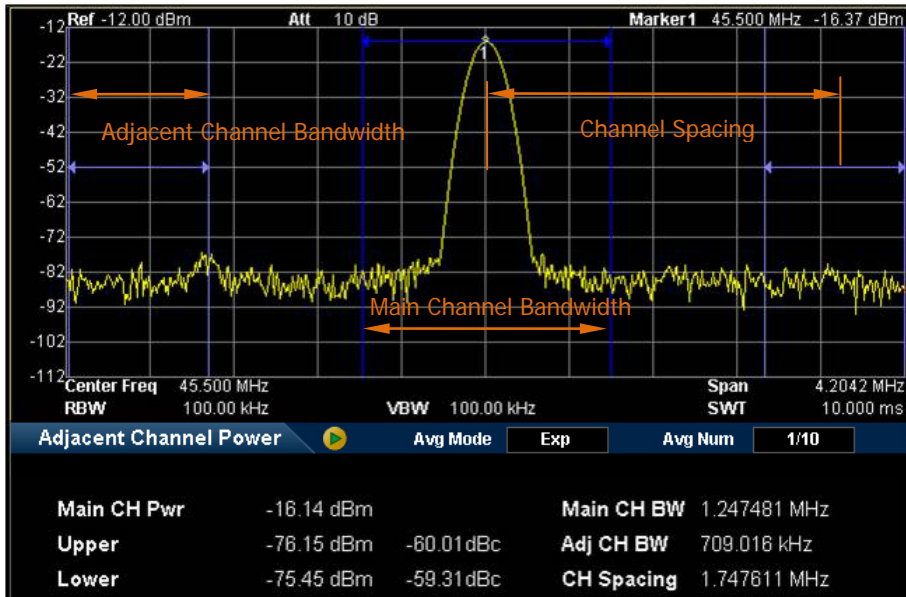 Ref -12.00 dBm Att 10 dB Marker1 45.500 MHz -16.37 dBm
-12
1
-22
-32
-42
Adjacent Channel Bandwidth Channel Spacing
-52
-62
-72
-82
-92
Main Channel Bandwidth
-102
-112
Center Freq 45.500 MHz Span 4.2042 MHz
RBW 100.00 kHz VBW 100.00 kHz SWT 10.000 ms
Adjacent Channel Power Avg Mode Exp Avg Num 1/10
Main CH Pwr -16.14 dBm Main CH BW 1.247481 MHz
Upper -76.15 dBm -60.01dBc Adj CH BW 709.016 kHz
Lower -75.45 dBm -59.31dBc CH Spacing 1.747611 MHz